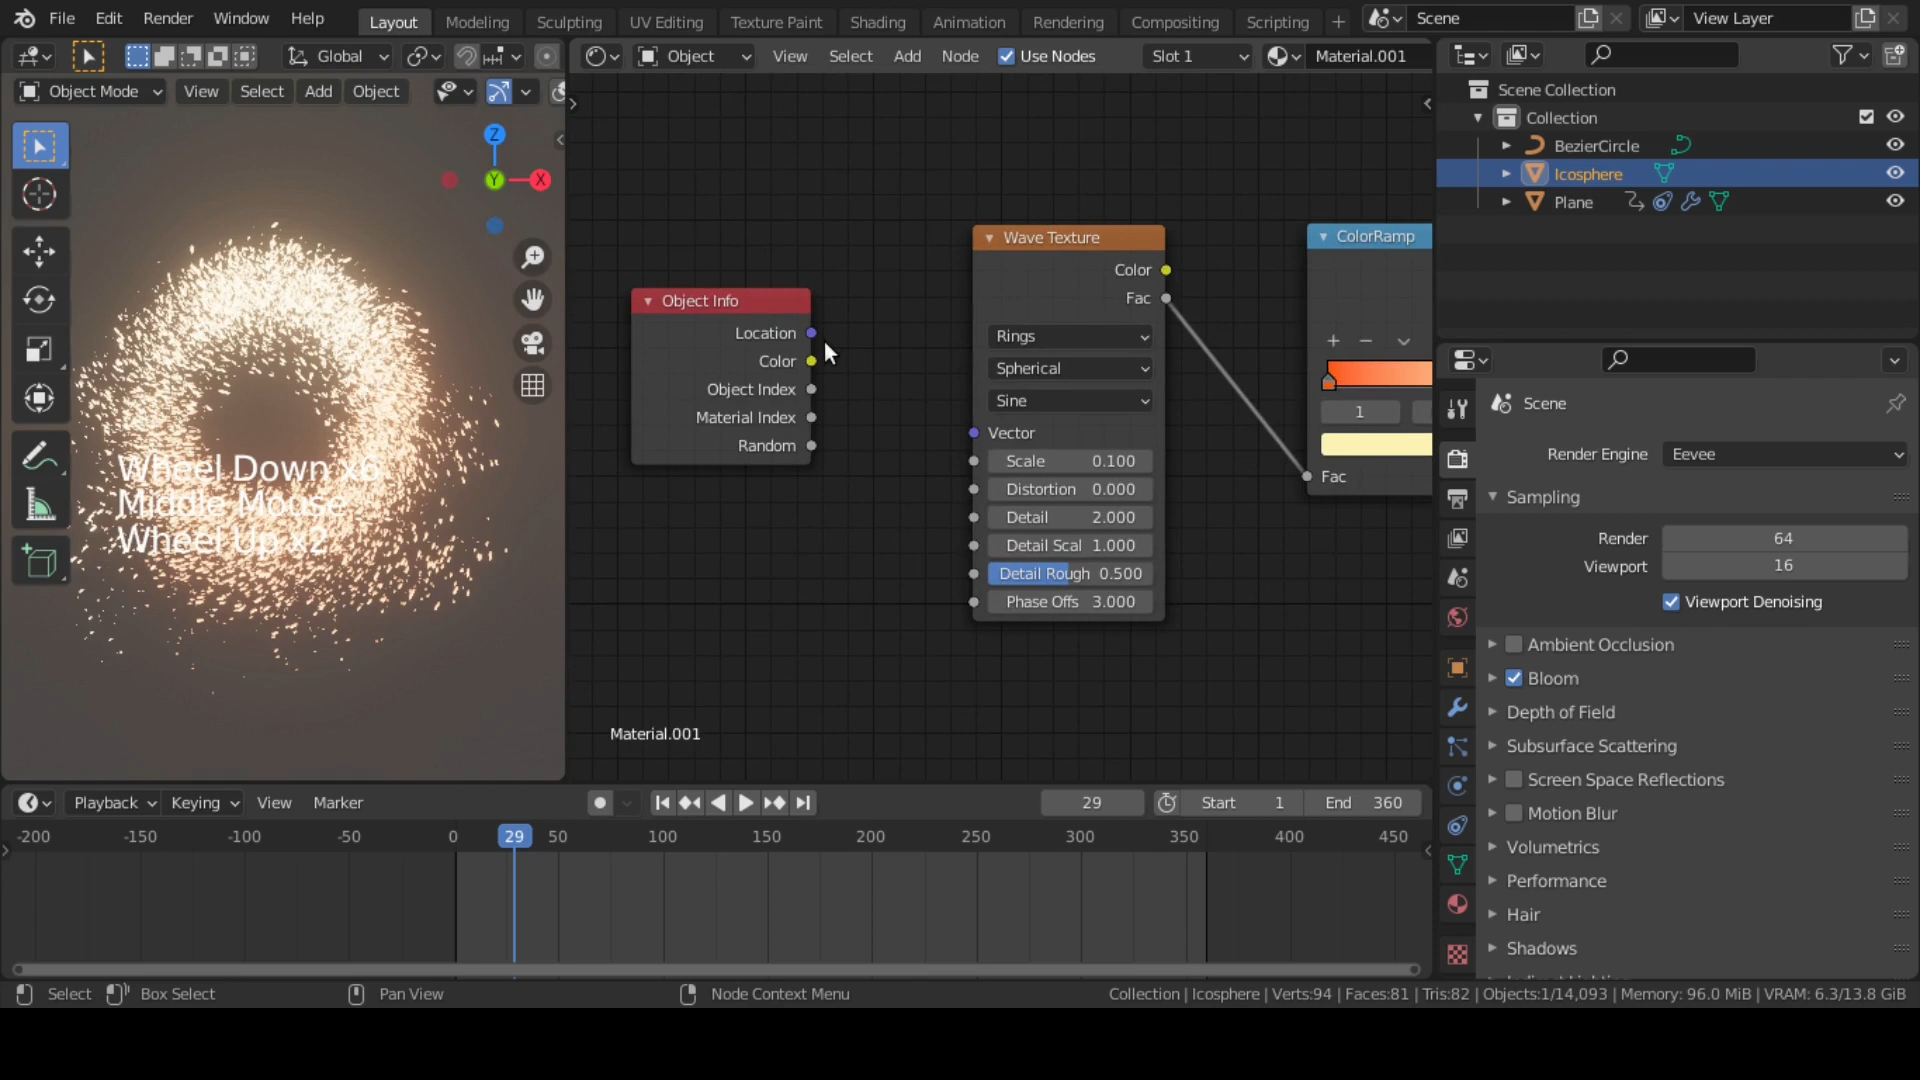 File Edit Render Window Help
Layout Modeling Sculpting UV Editing Texture Paint Shading Animation Rendering Compositing Scripting +
Scene
View Layer
Global
Object
View Select Add Node Use Nodes
Slot 1
Material.001
Object Mode View Select Add Object
Z
Y
X
Wheel Down x6
Middle Mouse
Wheel Up x2
Object Info
Location
Color
Object Index
Material Index
Random
Wave Texture
Color
Fac
Rings
Spherical
Sine
Vector
Scale 0.100
Distortion 0.000
Detail 2.000
Detail Scal 1.000
Detail Rough 0.500
Phase Offs 3.000
ColorRamp
1
Fac
Material.001
Scene Collection
Collection
BezierCircle
Icosphere
Plane
Scene
Render Engine Eevee
Sampling
Render 64
Viewport 16
Viewport Denoising
Ambient Occlusion
Bloom
Depth of Field
Subsurface Scattering
Screen Space Reflections
Motion Blur
Volumetrics
Performance
Hair
Shadows
Playback Keying View Marker
29
Start 1
End 360
-200 -150 -100 -50 0 29 50 100 150 200 250 300 350 400 450
Select Box Select Pan View Node Context Menu
Collection | Icosphere | Verts:94 | Faces:81 | Tris:82 | Objects:1/14,093 | Memory: 96.0 MiB | VRAM: 6.3/13.8 GiB